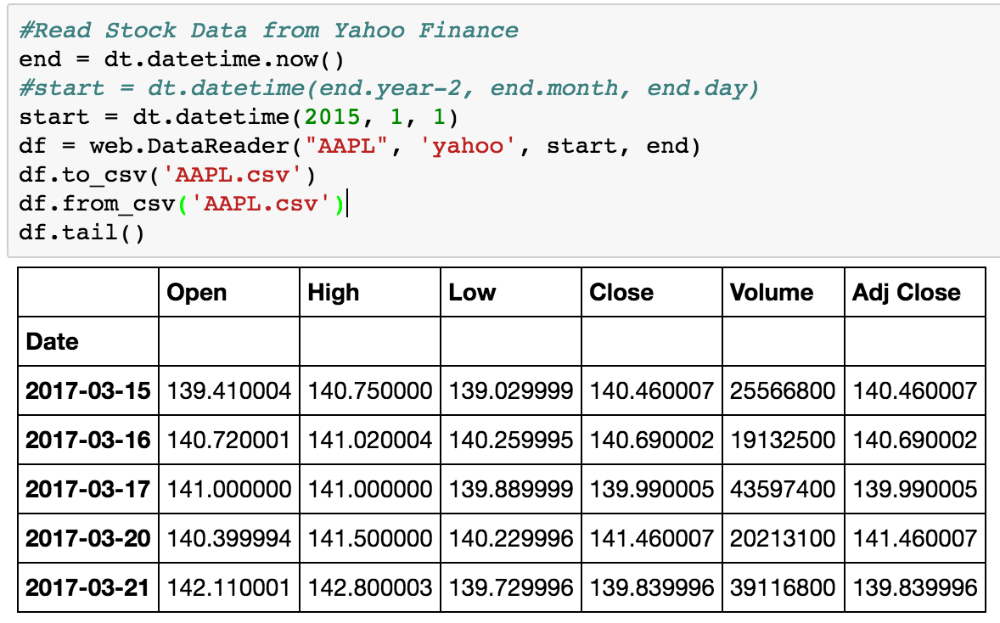 #Read Stock Data from Yahoo Finance
end = dt.datetime.now()
#start = dt.datetime(end.year-2, end.month, end.day)
start = dt.datetime(2015, 1, 1)
df = web.DataReader("AAPL", 'yahoo', start, end)
df.to_csv('AAPL.csv')
df.from_csv('AAPL.csv')
df.tail()
Open High Low Close Volume Adj Close
Date
2017-03-15 139.410004 140.750000 139.029999 140.460007 25566800 140.460007
2017-03-16 140.720001 141.020004 140.259995 140.690002 19132500 140.690002
2017-03-17 141.000000 141.000000 139.889999 139.990005 43597400 139.990005
2017-03-20 140.399994 141.500000 140.229996 141.460007 20213100 141.460007
2017-03-21 142.110001 142.800003 139.729996 139.839996 39116800 139.839996